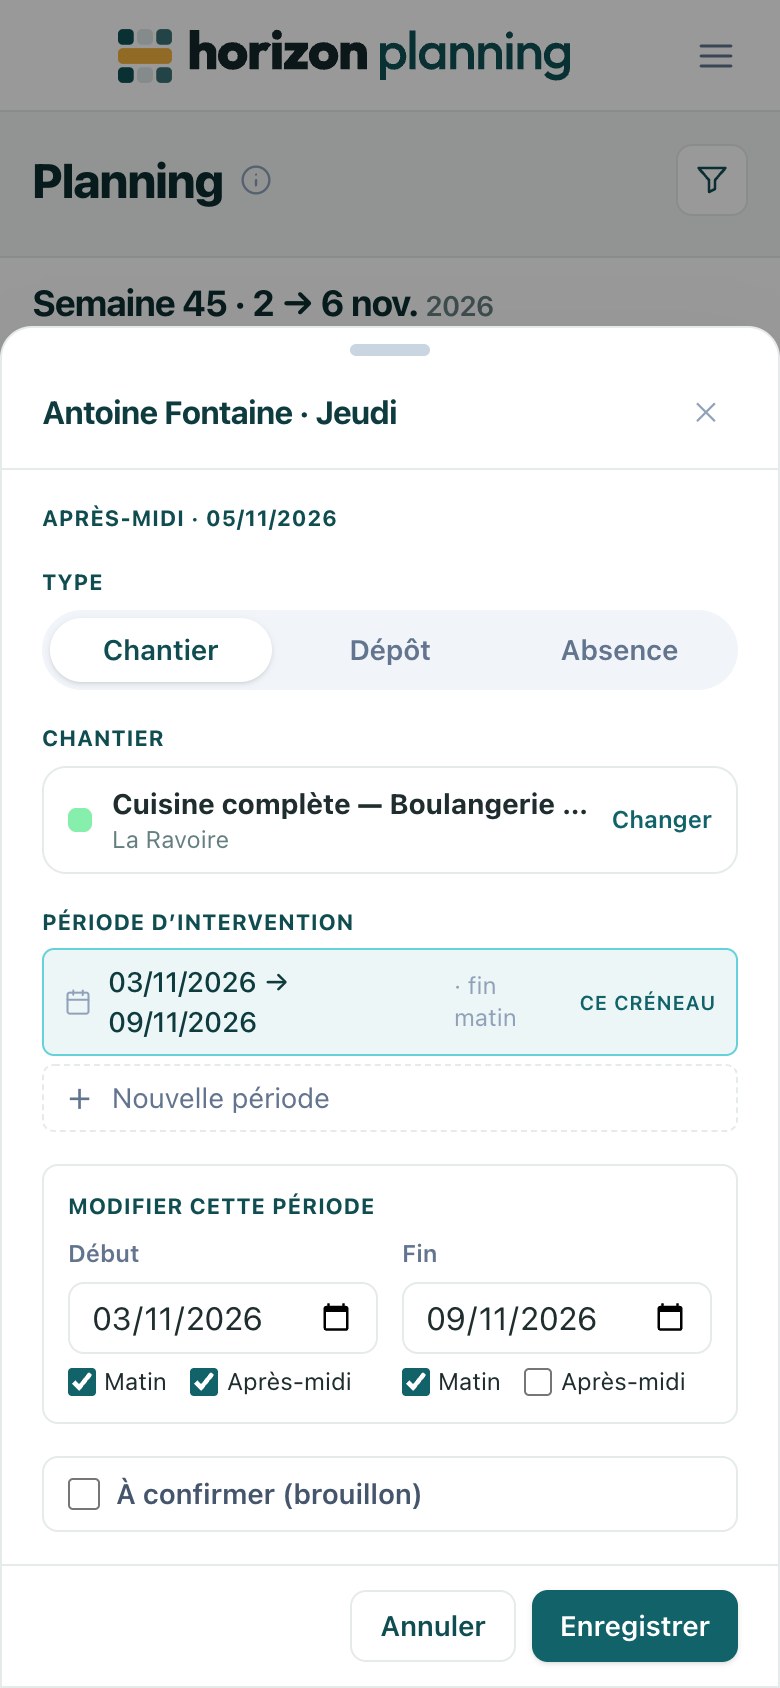 horizon planning
Planning
Semaine 45 · 2 → 6 nov. 2026
Antoine Fontaine · Jeudi
APRÈS-MIDI · 05/11/2026
TYPE
Chantier Dépôt Absence
CHANTIER
Cuisine complète — Boulangerie ...
La Ravoire
Changer
PÉRIODE D’INTERVENTION
03/11/2026 →
09/11/2026
· fin
matin
CE CRÉNEAU
+ Nouvelle période
MODIFIER CETTE PÉRIODE
Début Fin
03/11/2026 09/11/2026
Matin Après-midi Matin Après-midi
À confirmer (brouillon)
Annuler Enregistrer